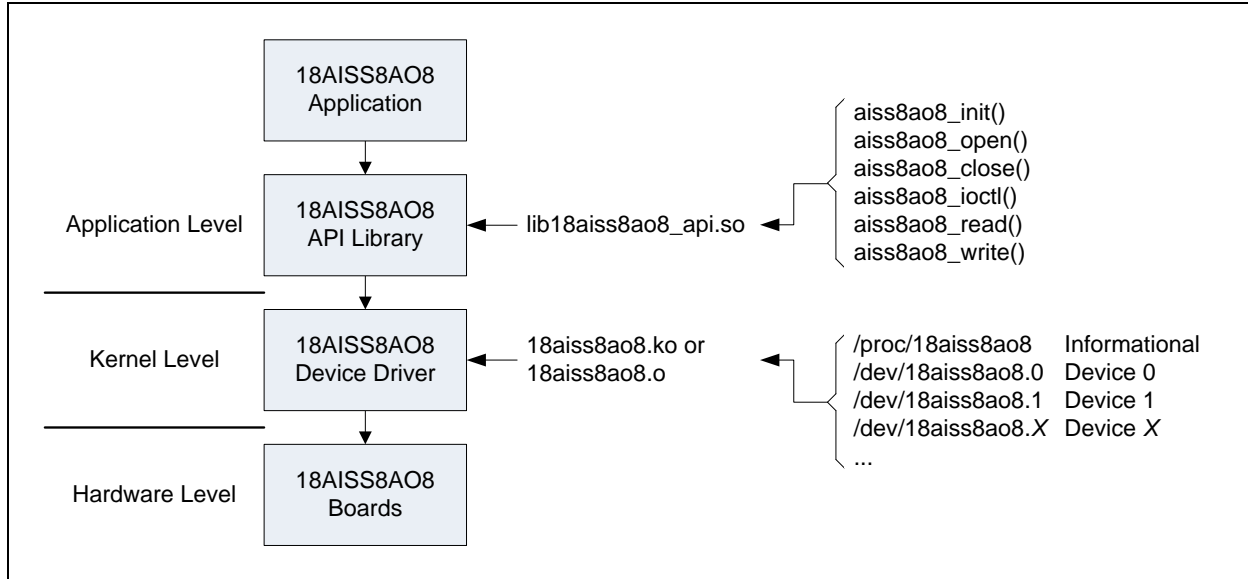 18AISS8AO8
Application
Application Level
18AISS8AO8
API Library
lib18aiss8ao8_api.so
aiss8ao8_init()
aiss8ao8_open()
aiss8ao8_close()
aiss8ao8_ioctl()
aiss8ao8_read()
aiss8ao8_write()
Kernel Level
18AISS8AO8
Device Driver
18aiss8ao8.ko or
18aiss8ao8.o
/proc/18aiss8ao8 Informational
/dev/18aiss8ao8.0 Device 0
/dev/18aiss8ao8.1 Device 1
/dev/18aiss8ao8.X Device X
...
Hardware Level
18AISS8AO8
Boards